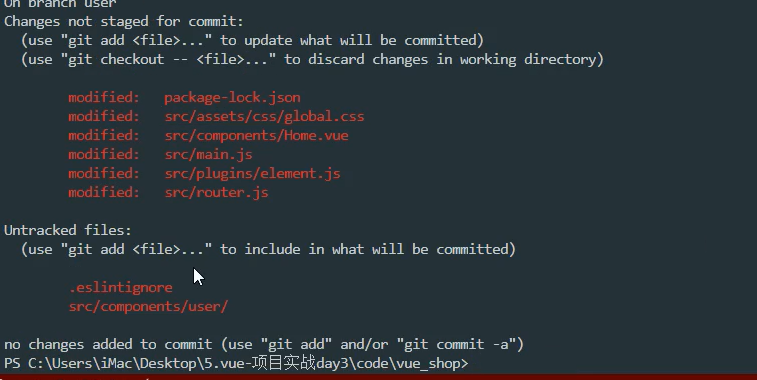 On branch user
Changes not staged for commit:
  (use "git add <file>..." to update what will be committed)
  (use "git checkout -- <file>..." to discard changes in working directory)

        modified:   package-lock.json
        modified:   src/assets/css/global.css
        modified:   src/components/Home.vue
        modified:   src/main.js
        modified:   src/plugins/element.js
        modified:   src/router.js

Untracked files:
  (use "git add <file>..." to include in what will be committed)

        .eslintignore
        src/components/user/

no changes added to commit (use "git add" and/or "git commit -a")
PS C:\Users\iMac\Desktop\5.vue-项目实战day3\code\vue_shop>